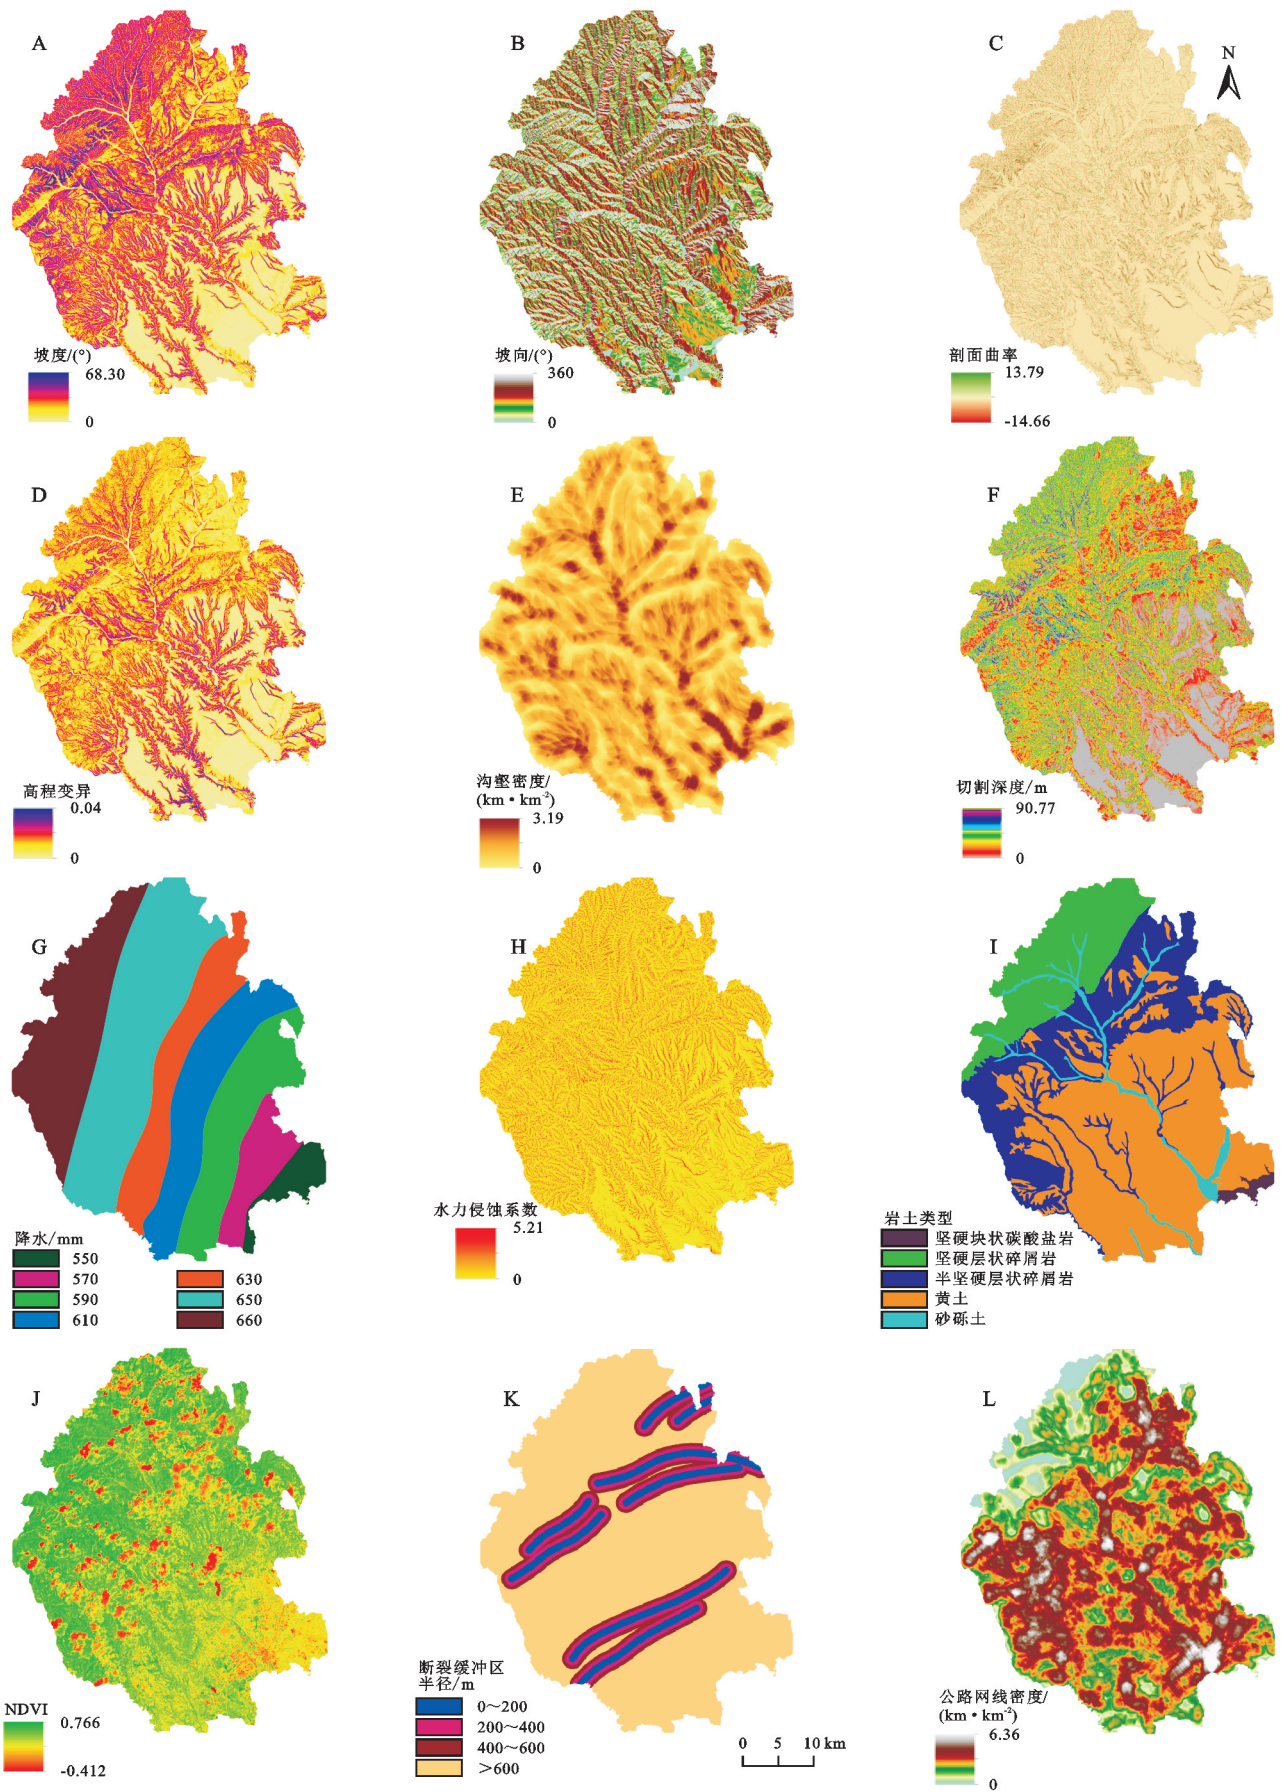 A
B
C
N
坡度/(°)
68.30
0
坡向/(°)
360
0
剖面曲率
13.79
-14.66
D
E
F
高程变异
0.04
0
沟壑密度/
(km·km⁻²)
3.19
0
切割深度/m
90.77
0
G
H
I
降水/mm
550
570
590
610
630
650
660
水力侵蚀系数
5.21
0
岩土类型
坚硬块状碳酸盐岩
坚硬层状碎屑岩
半坚硬层状碎屑岩
黄土
砂砾土
J
K
L
NDVI
0.766
-0.412
断裂缓冲区
半径/m
0～200
200～400
400～600
>600
0 5 10 km
公路网线密度/
(km·km⁻²)
6.36
0